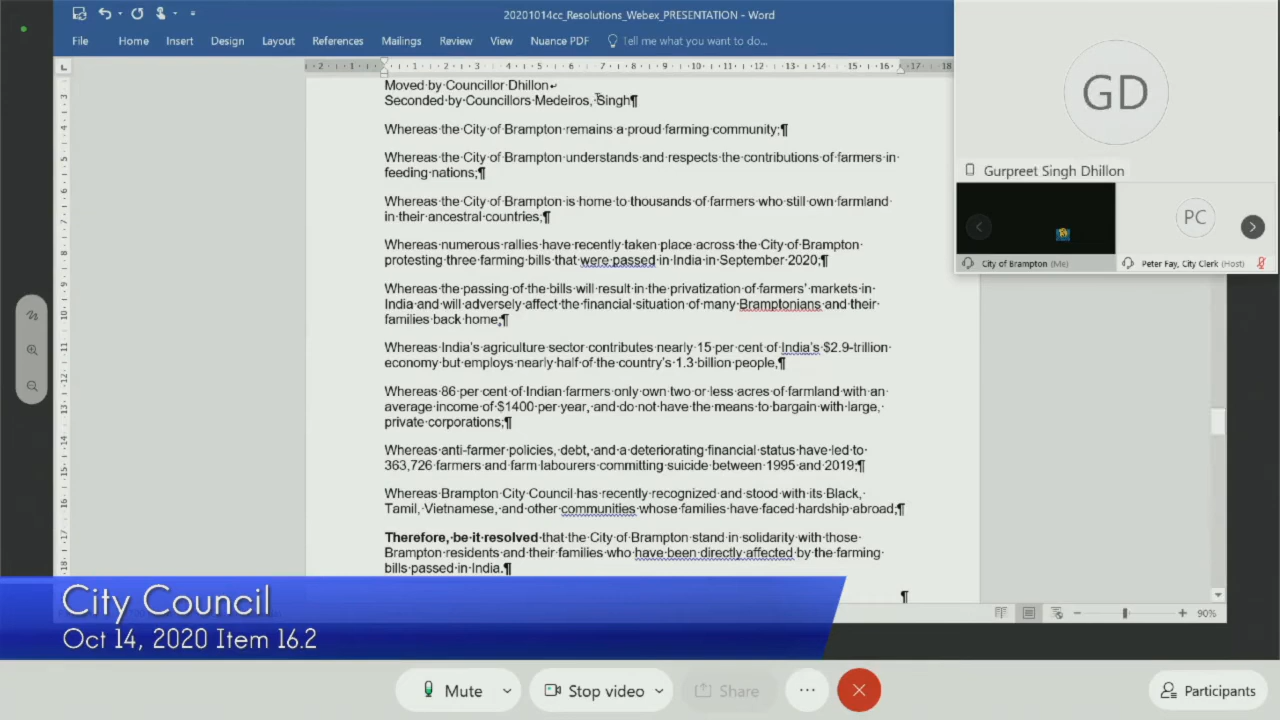 20201014cc_Resolutions_Webex_PRESENTATION - Word
File Home Insert Design Layout References Mailings Review View Nuance PDF Tell me what you want to do...
Moved by Councillor Dhillon
Seconded by Councillors Medeiros, Singh¶
Whereas the City of Brampton remains a proud farming community;¶
Whereas the City of Brampton understands and respects the contributions of farmers in
feeding nations;¶
Whereas the City of Brampton is home to thousands of farmers who still own farmland
in their ancestral countries;¶
Whereas numerous rallies have recently taken place across the City of Brampton
protesting three farming bills that were passed in India in September 2020;¶
Whereas the passing of the bills will result in the privatization of farmers' markets in
India and will adversely affect the financial situation of many Bramptonians and their
families back home;¶
Whereas India's agriculture sector contributes nearly 15 per cent of India's $2.9-trillion
economy but employs nearly half of the country's 1.3 billion people,¶
Whereas 86 per cent of Indian farmers only own two or less acres of farmland with an
average income of $1400 per year, and do not have the means to bargain with large,
private corporations;¶
Whereas anti-farmer policies, debt, and a deteriorating financial status have led to
363,726 farmers and farm labourers committing suicide between 1995 and 2019;¶
Whereas Brampton City Council has recently recognized and stood with its Black,
Tamil, Vietnamese, and other communities whose families have faced hardship abroad;¶
Therefore, be it resolved that the City of Brampton stand in solidarity with those
Brampton residents and their families who have been directly affected by the farming
bills passed in India.¶
¶
90%
GD
Gurpreet Singh Dhillon
PC
City of Brampton (Me)
Peter Fay, City Clerk (Host)
City Council
Oct 14, 2020 Item 16.2
Mute Stop video Share ... Participants